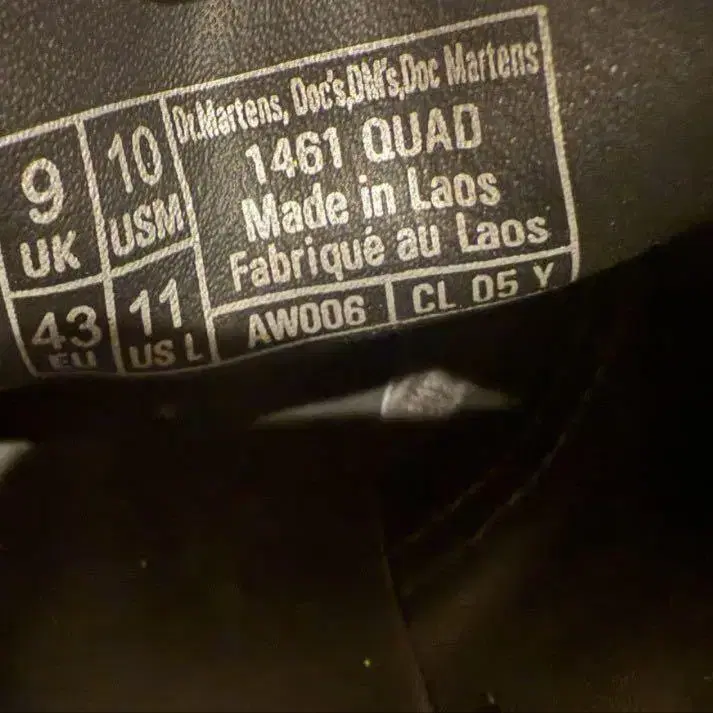 9
UK
10
USM
43
EU
11
US L
Dr.Martens, Doc's,DM's,Doc Martens
1461 QUAD
Made in Laos
Fabriqué au Laos
AW006
CL 05 Y